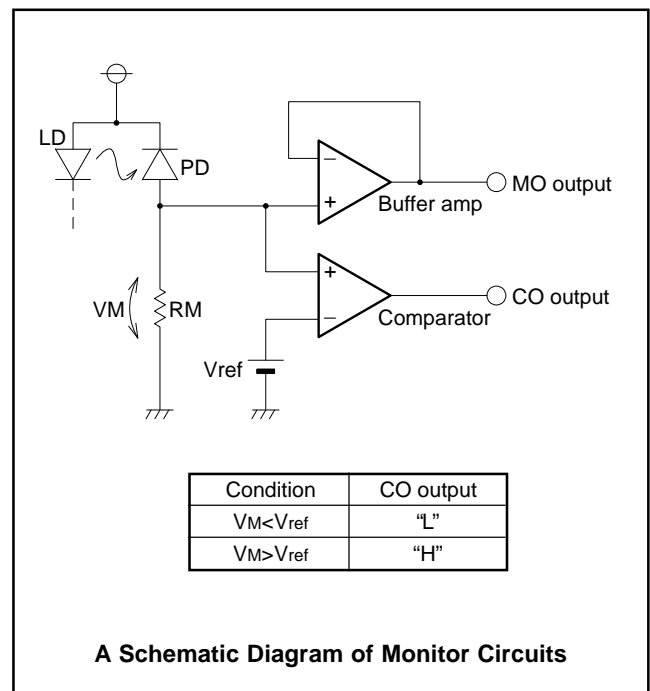 LD
PD
MO output
Buffer amp
VM
RM
CO output
Comparator
Vref
+
−
+
−
Condition CO output
VM<Vref “L”
VM>Vref “H”
A Schematic Diagram of Monitor Circuits